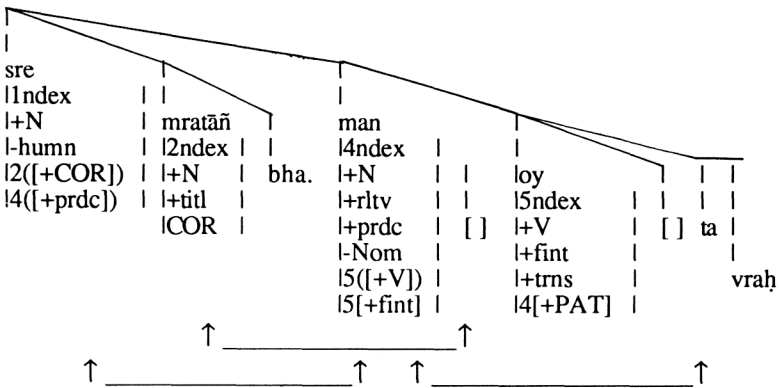 sre
|1ndex | |
|+N | | mratāñ man
|-humn | | |2ndex | |4ndex | |
|2([+COR]) | | |+N | bha. |+N | | loy
|4([+prdc]) | |+titl | |+rltv | | |5ndex |
|COR | |+prdc | [ ] |+V | [ ] ta |
|-Nom | |+fint |
|5([+V]) | |+trns | vraḥ
|5[+fint] | |4[+PAT] |
↑ ↑
↑ ↑ ↑ ↑